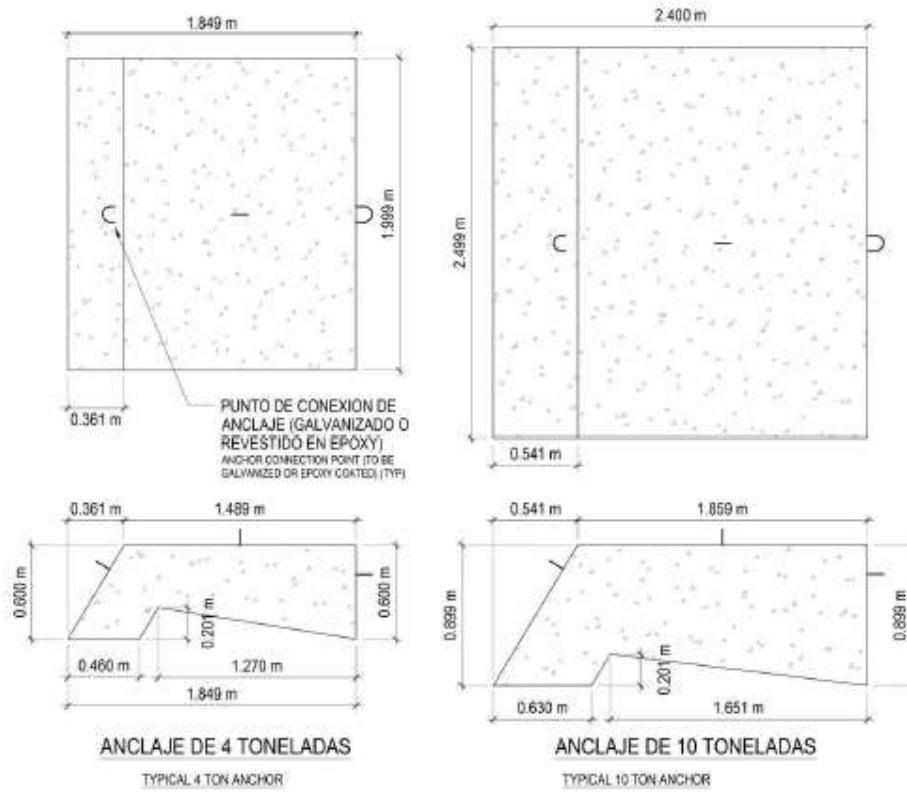 1.849 m
1.999 m
0.361 m
PUNTO DE CONEXION DE
ANCLAJE (GALVANIZADO O
REVESTIDO EN EPOXY)
ANCHOR CONNECTION POINT (TO BE
GALVANIZED OR EPOXY COATED) (TYP)
0.361 m
1.489 m
0.600 m
0.600 m
0.201 m
0.460 m
1.270 m
1.849 m
ANCLAJE DE 4 TONELADAS
TYPICAL 4 TON ANCHOR
2.400 m
2.499 m
0.541 m
0.541 m
1.859 m
0.899 m
0.899 m
0.201 m
0.630 m
1.651 m
ANCLAJE DE 10 TONELADAS
TYPICAL 10 TON ANCHOR